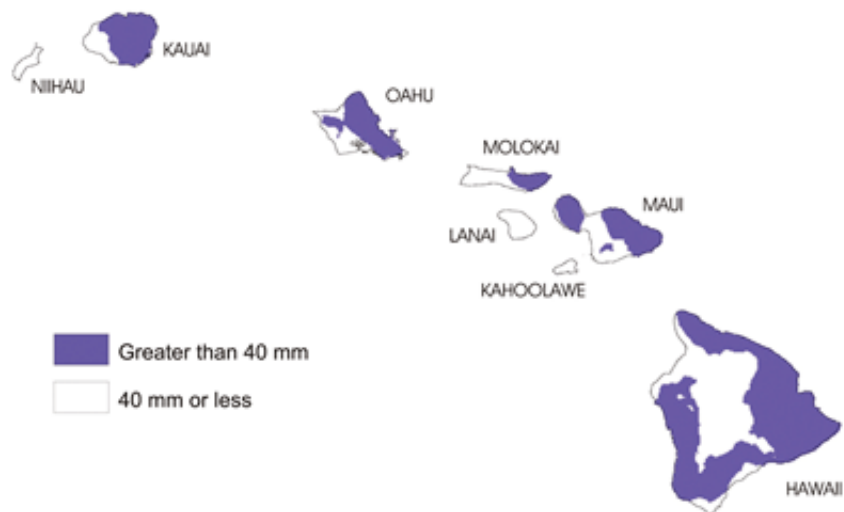 KAUAI
NIIHAU
OAHU
MOLOKAI
MAUI
LANAI
KAHOOLAWE
Greater than 40 mm
40 mm or less
HAWAII